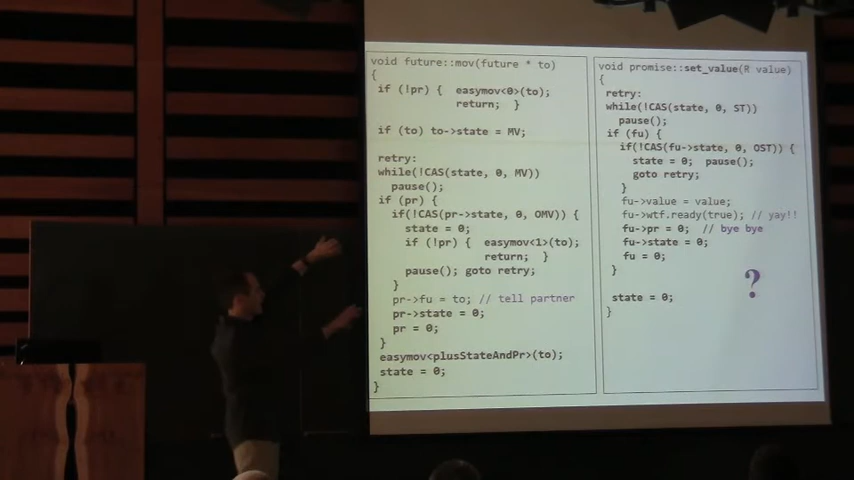 void future::mov(future * to)
{
if (!pr) { easymov<0>(to);
return; }
if (to) to->state = MV;
retry:
while(!CAS(state, 0, MV))
pause();
if (pr) {
if(!CAS(pr->state, 0, OMV)) {
state = 0;
if (!pr) { easymov<1>(to);
return; }
pause(); goto retry;
}
pr->fu = to; // tell partner
pr->state = 0;
pr = 0;
}
easymov<plusStateAndPr>(to);
state = 0;
}
void promise::set_value(R value)
{
retry:
while(!CAS(state, 0, ST))
pause();
if (fu) {
if(!CAS(fu->state, 0, OST)) {
state = 0; pause();
goto retry;
}
fu->value = value;
fu->wtf.ready(true); // yay!!
fu->pr = 0; // bye bye
fu->state = 0;
fu = 0;
}
?
state = 0;
}